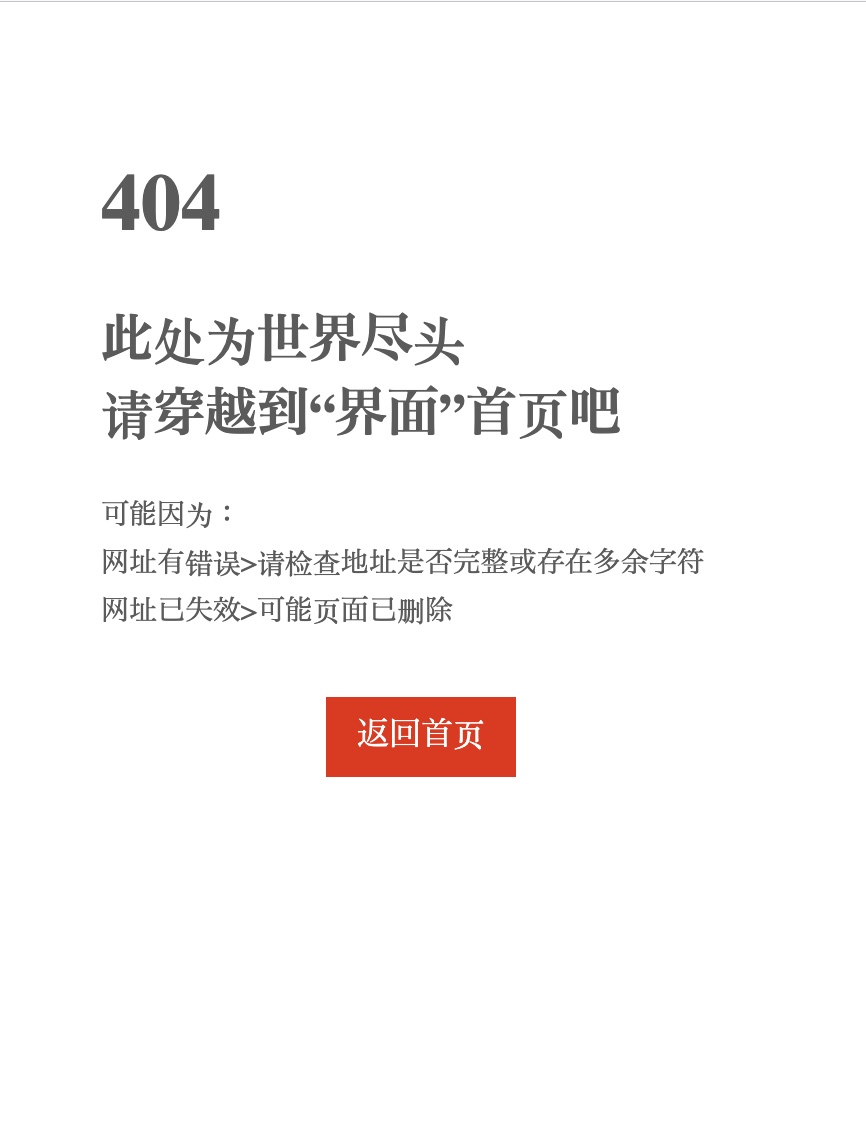 404
此处为世界尽头
请穿越到“界面”首页吧
可能因为：
网址有错误>请检查地址是否完整或存在多余字符
网址已失效>可能页面已删除
返回首页